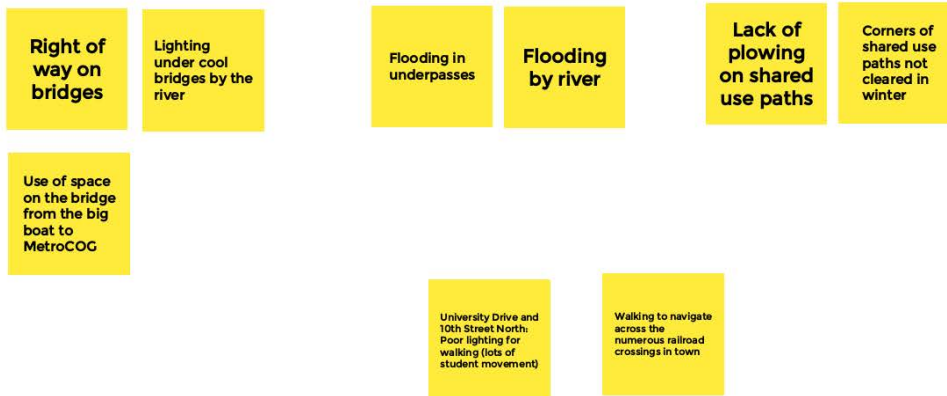 Right of
way on
bridges
Lighting
under cool
bridges by the
river
Flooding in
underpasses
Flooding
by river
Lack of
plowing
on shared
use paths
Corners of
shared use
paths not
cleared in
winter
Use of space
on the bridge
from the big
boat to
MetroCOG
University Drive and
10th Street North:
Poor lighting for
walking (lots of
student movement)
Walking to navigate
across the
numerous railroad
crossings in town